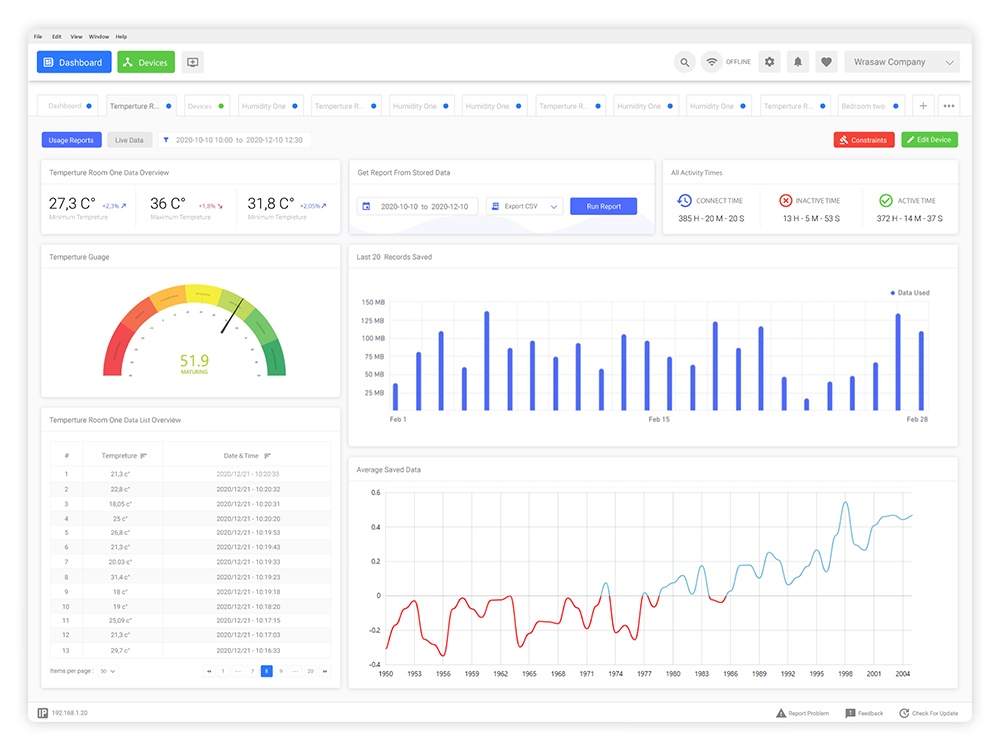 File Edit View Window Help
Dashboard Devices OFFLINE Wrasaw Company
Dashboard Temperture R... Devices Humidity One Temperture R... Humidity One Humidity One Temperture R... Humidity One Humidity One Temperture R... Bedroom two + •••
Usage Reports Live Data 2020-10-10 10:00 to 2020-12-10 12:30 Constraints Edit Device
Temperture Room One Data Overview
27,3 C° +2,3%
Minimum Tempreture
36 C° +1,8%
Maximum Tempreture
31,8 C° +2,05%
Minimum Tempreture
Get Report From Stored Data
2020-10-10 to 2020-12-10 Export CSV Run Report
All Activity Times
CONNECT TIME
385 H - 20 M - 20 S
INACTIVE TIME
13 H - 5 M - 53 S
ACTIVE TIME
372 H - 14 M - 37 S
Temperture Guage
51.9
MATURING
Last 20 Records Saved
Data Used
150 MB
125 MB
100 MB
75 MB
50 MB
25 MB
Feb 1 Feb 15 Feb 28
Temperture Room One Data List Overview
# Tempreture Date & Time
1 21,3 c° 2020/12/21 - 10:20:33
2 22,8 c° 2020/12/21 - 10:20:32
3 18,05 c° 2020/12/21 - 10:20:31
4 25 c° 2020/12/21 - 10:20:20
5 26,8 c° 2020/12/21 - 10:19:53
6 21,3 c° 2020/12/21 - 10:19:43
7 20.03 c° 2020/12/21 - 10:19:33
8 31,4 c° 2020/12/21 - 10:19:23
9 18 c° 2020/12/21 - 10:19:18
10 19 c° 2020/12/21 - 10:18:20
11 25,09 c° 2020/12/21 - 10:17:15
12 21,3 c° 2020/12/21 - 10:17:03
13 29,7 c° 2020/12/21 - 10:16:33
Items per page : 50 1 ... 7 8 9 ... 20
Average Saved Data
0.6
0.4
0.2
0
-0.2
-0.4
1950 1953 1956 1959 1962 1965 1968 1971 1974 1977 1980 1983 1986 1989 1992 1995 1998 2001 2004
IP 192.168.1.20 Report Problem Feedback Check For Update